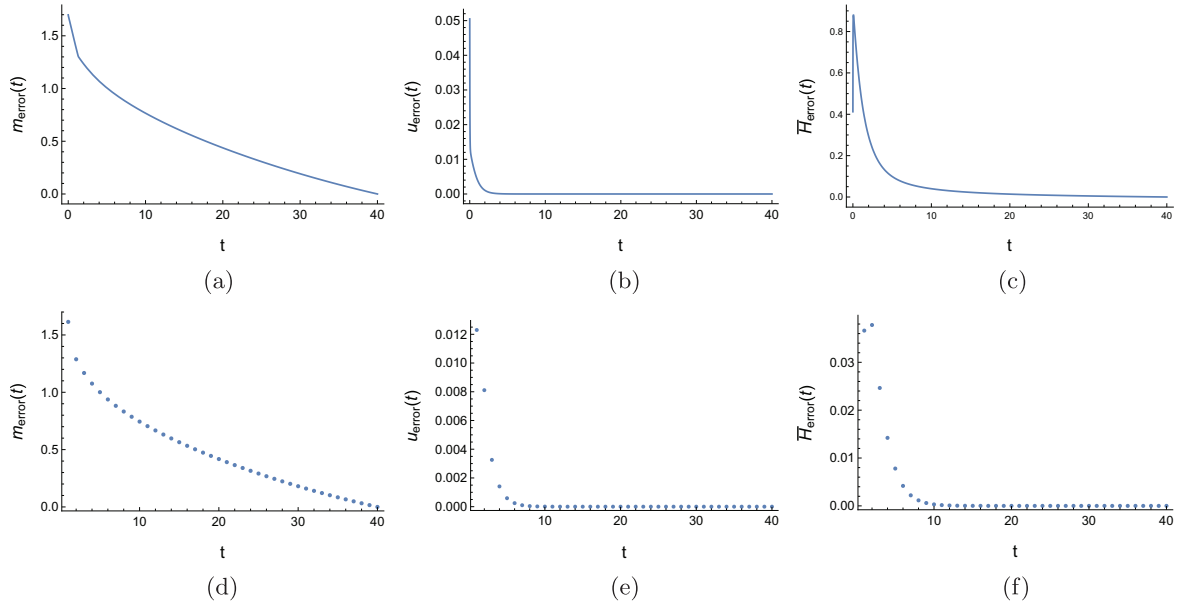 1.5
1.0
0.5
0.0
m_error(t)
0 10 20 30 40
t
(a)
0.05
0.04
0.03
0.02
0.01
0.00
u_error(t)
0 10 20 30 40
t
(b)
0.8
0.6
0.4
0.2
0.0
H̅_error(t)
0 10 20 30 40
t
(c)
1.5
1.0
0.5
0.0
m_error(t)
10 20 30 40
t
(d)
0.012
0.010
0.008
0.006
0.004
0.002
0.000
u_error(t)
10 20 30 40
t
(e)
0.03
0.02
0.01
0.00
H̅_error(t)
10 20 30 40
t
(f)